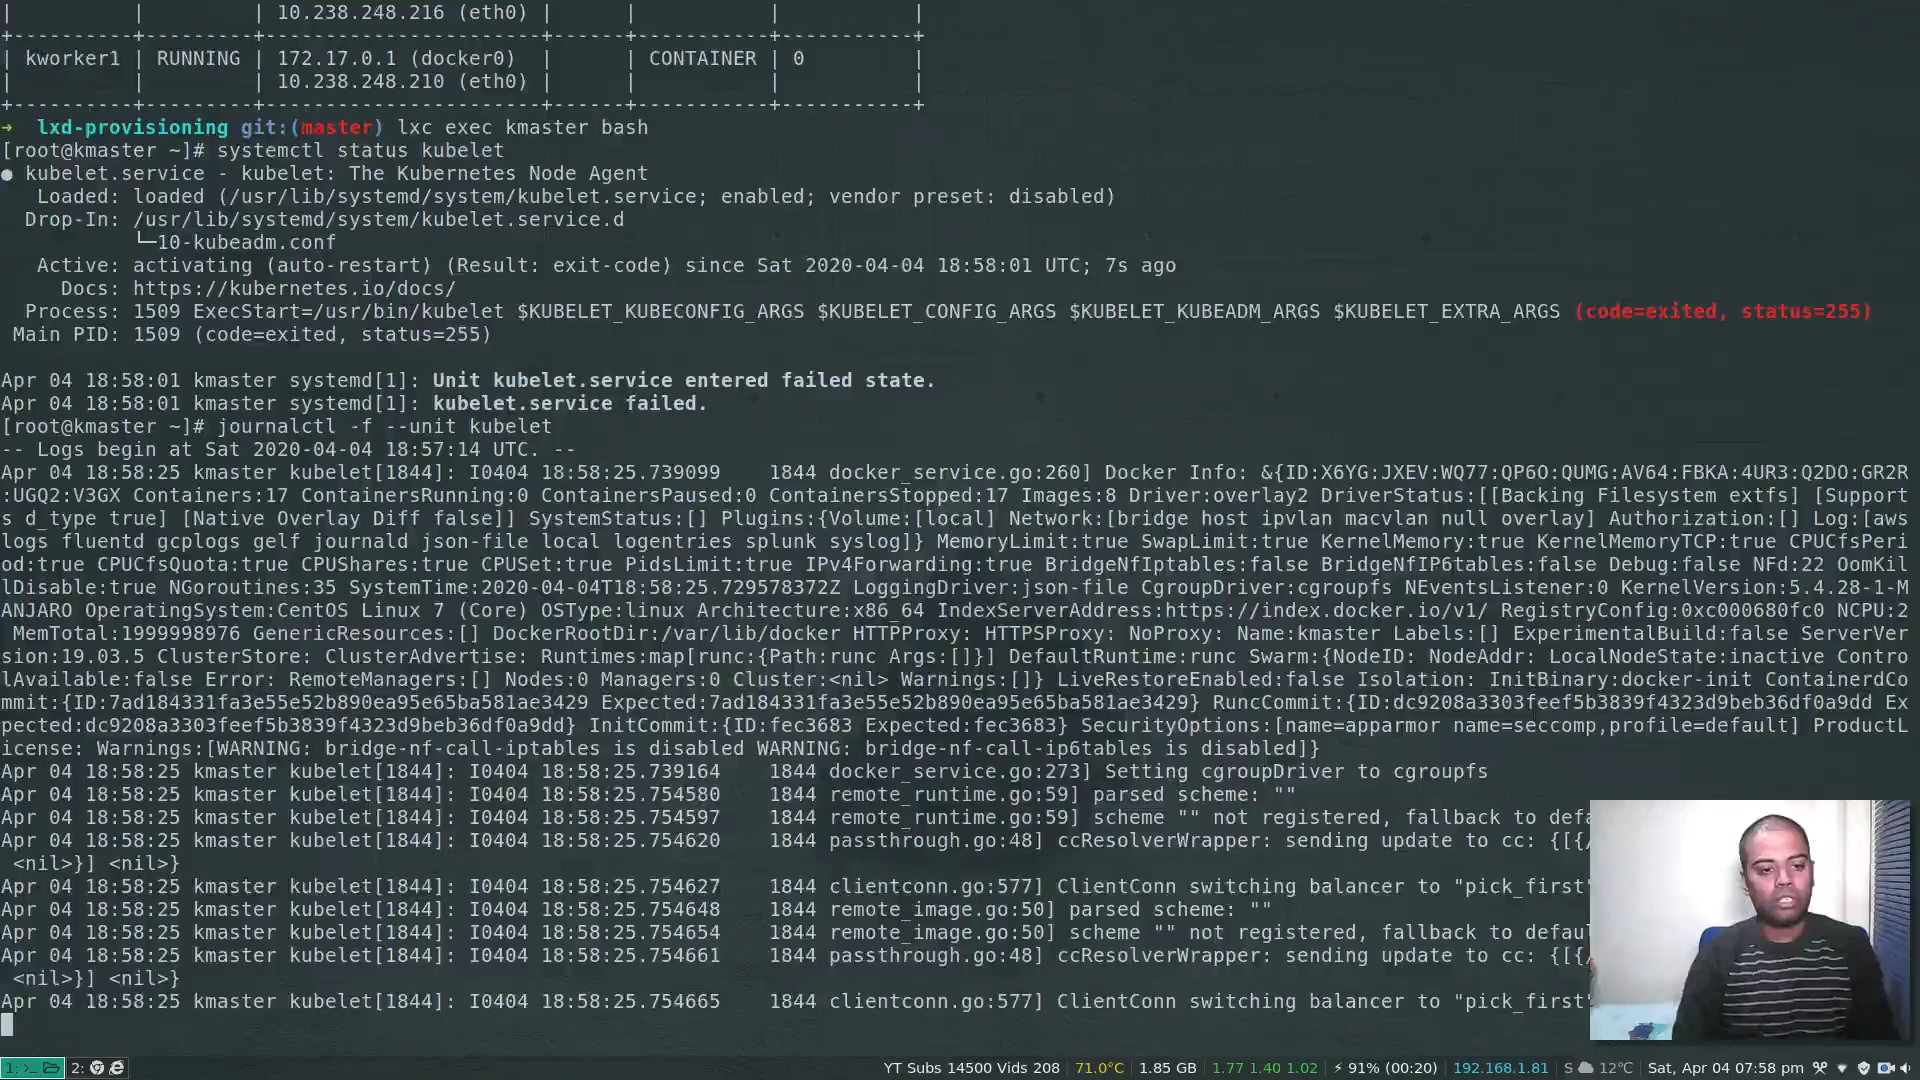 |          |         | 10.238.248.216 (eth0) |      |           |           |
+----------+---------+-----------------------+------+-----------+-----------+
| kworker1 | RUNNING | 172.17.0.1 (docker0)  |      | CONTAINER | 0         |
|          |         | 10.238.248.210 (eth0) |      |           |           |
+----------+---------+-----------------------+------+-----------+-----------+
→  lxd-provisioning git:(master) lxc exec kmaster bash
[root@kmaster ~]# systemctl status kubelet
● kubelet.service - kubelet: The Kubernetes Node Agent
   Loaded: loaded (/usr/lib/systemd/system/kubelet.service; enabled; vendor preset: disabled)
  Drop-In: /usr/lib/systemd/system/kubelet.service.d
           └─10-kubeadm.conf
   Active: activating (auto-restart) (Result: exit-code) since Sat 2020-04-04 18:58:01 UTC; 7s ago
     Docs: https://kubernetes.io/docs/
  Process: 1509 ExecStart=/usr/bin/kubelet $KUBELET_KUBECONFIG_ARGS $KUBELET_CONFIG_ARGS $KUBELET_KUBEADM_ARGS $KUBELET_EXTRA_ARGS (code=exited, status=255)
 Main PID: 1509 (code=exited, status=255)
Apr 04 18:58:01 kmaster systemd[1]: Unit kubelet.service entered failed state.
Apr 04 18:58:01 kmaster systemd[1]: kubelet.service failed.
[root@kmaster ~]# journalctl -f --unit kubelet
-- Logs begin at Sat 2020-04-04 18:57:14 UTC. --
Apr 04 18:58:25 kmaster kubelet[1844]: I0404 18:58:25.739099    1844 docker_service.go:260] Docker Info: &{ID:X6YG:JXEV:WQ77:QP6O:QUMG:AV64:FBKA:4UR3:Q2DO:GR2R
:UGQ2:V3GX Containers:17 ContainersRunning:0 ContainersPaused:0 ContainersStopped:17 Images:8 Driver:overlay2 DriverStatus:[[Backing Filesystem extfs] [Support
s d_type true] [Native Overlay Diff false]] SystemStatus:[] Plugins:{Volume:[local] Network:[bridge host ipvlan macvlan null overlay] Authorization:[] Log:[aws
logs fluentd gcplogs gelf journald json-file local logentries splunk syslog]} MemoryLimit:true SwapLimit:true KernelMemory:true KernelMemoryTCP:true CPUCfsPeri
od:true CPUCfsQuota:true CPUShares:true CPUSet:true PidsLimit:true IPv4Forwarding:true BridgeNfIptables:false BridgeNfIP6tables:false Debug:false NFd:22 OomKil
lDisable:true NGoroutines:35 SystemTime:2020-04-04T18:58:25.729578372Z LoggingDriver:json-file CgroupDriver:cgroupfs NEventsListener:0 KernelVersion:5.4.28-1-M
ANJARO OperatingSystem:CentOS Linux 7 (Core) OSType:linux Architecture:x86_64 IndexServerAddress:https://index.docker.io/v1/ RegistryConfig:0xc000680fc0 NCPU:2
 MemTotal:1999998976 GenericResources:[] DockerRootDir:/var/lib/docker HTTPProxy: HTTPSProxy: NoProxy: Name:kmaster Labels:[] ExperimentalBuild:false ServerVer
sion:19.03.5 ClusterStore: ClusterAdvertise: Runtimes:map[runc:{Path:runc Args:[]}] DefaultRuntime:runc Swarm:{NodeID: NodeAddr: LocalNodeState:inactive Contro
lAvailable:false Error: RemoteManagers:[] Nodes:0 Managers:0 Cluster:<nil> Warnings:[]} LiveRestoreEnabled:false Isolation: InitBinary:docker-init ContainerdCo
mmit:{ID:7ad184331fa3e55e52b890ea95e65ba581ae3429 Expected:7ad184331fa3e55e52b890ea95e65ba581ae3429} RuncCommit:{ID:dc9208a3303feef5b3839f4323d9beb36df0a9dd Ex
pected:dc9208a3303feef5b3839f4323d9beb36df0a9dd} InitCommit:{ID:fec3683 Expected:fec3683} SecurityOptions:[name=apparmor name=seccomp,profile=default] ProductL
icense: Warnings:[WARNING: bridge-nf-call-iptables is disabled WARNING: bridge-nf-call-ip6tables is disabled]}
Apr 04 18:58:25 kmaster kubelet[1844]: I0404 18:58:25.739164    1844 docker_service.go:273] Setting cgroupDriver to cgroupfs
Apr 04 18:58:25 kmaster kubelet[1844]: I0404 18:58:25.754580    1844 remote_runtime.go:59] parsed scheme: ""
Apr 04 18:58:25 kmaster kubelet[1844]: I0404 18:58:25.754597    1844 remote_runtime.go:59] scheme "" not registered, fallback to defa
Apr 04 18:58:25 kmaster kubelet[1844]: I0404 18:58:25.754620    1844 passthrough.go:48] ccResolverWrapper: sending update to cc: {[{/
 <nil>}] <nil>}
Apr 04 18:58:25 kmaster kubelet[1844]: I0404 18:58:25.754627    1844 clientconn.go:577] ClientConn switching balancer to "pick_first"
Apr 04 18:58:25 kmaster kubelet[1844]: I0404 18:58:25.754648    1844 remote_image.go:50] parsed scheme: ""
Apr 04 18:58:25 kmaster kubelet[1844]: I0404 18:58:25.754654    1844 remote_image.go:50] scheme "" not registered, fallback to defau
Apr 04 18:58:25 kmaster kubelet[1844]: I0404 18:58:25.754661    1844 passthrough.go:48] ccResolverWrapper: sending update to cc: {[{/
 <nil>}] <nil>}
Apr 04 18:58:25 kmaster kubelet[1844]: I0404 18:58:25.754665    1844 clientconn.go:577] ClientConn switching balancer to "pick_first"
1: 2: YT Subs 14500 Vids 208 71.0°C 1.85 GB 1.77 1.40 1.02 91% (00:20) 192.168.1.81 S 12°C Sat, Apr 04 07:58 pm